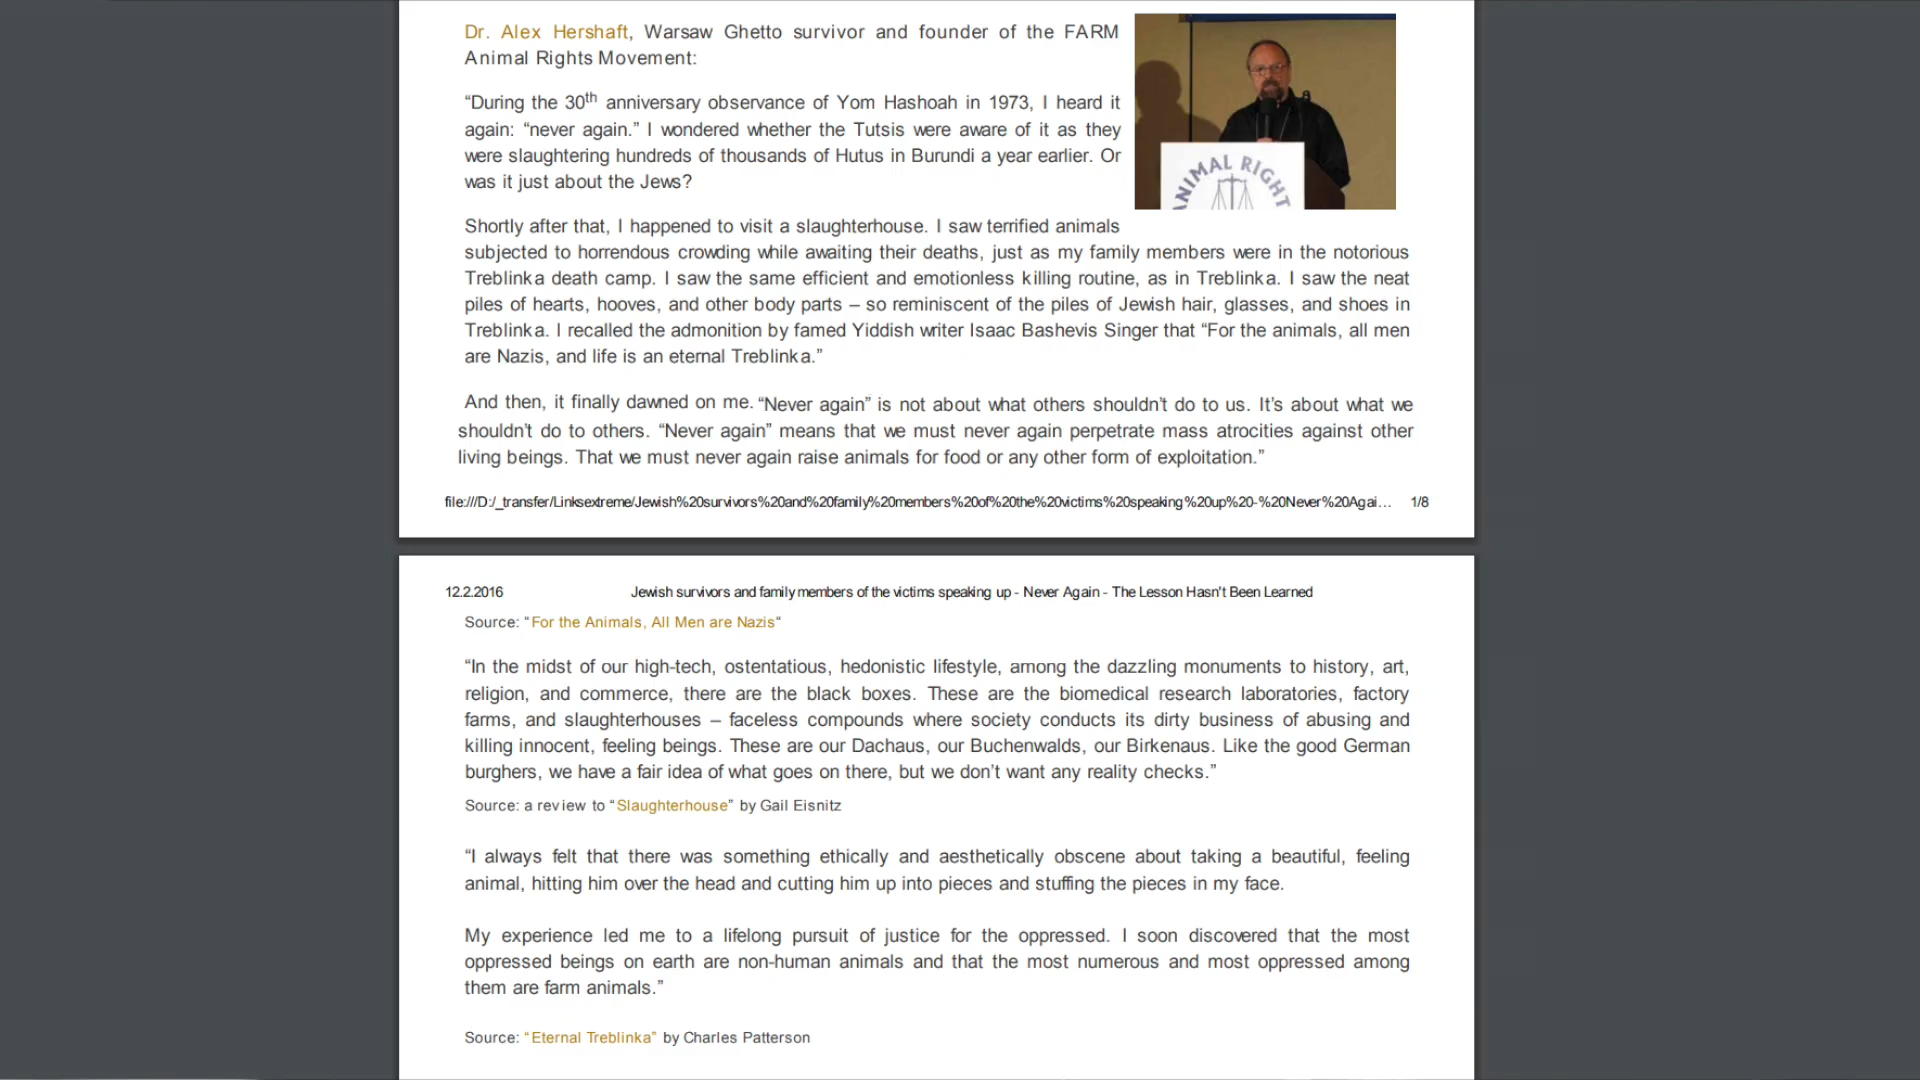 Dr. Alex Hershaft, Warsaw Ghetto survivor and founder of the FARM
Animal Rights Movement:
“During the 30th anniversary observance of Yom Hashoah in 1973, I heard it
again: “never again.” I wondered whether the Tutsis were aware of it as they
were slaughtering hundreds of thousands of Hutus in Burundi a year earlier. Or
was it just about the Jews?
ANIMAL RIGHT
Shortly after that, I happened to visit a slaughterhouse. I saw terrified animals
subjected to horrendous crowding while awaiting their deaths, just as my family members were in the notorious
Treblinka death camp. I saw the same efficient and emotionless killing routine, as in Treblinka. I saw the neat
piles of hearts, hooves, and other body parts – so reminiscent of the piles of Jewish hair, glasses, and shoes in
Treblinka. I recalled the admonition by famed Yiddish writer Isaac Bashevis Singer that “For the animals, all men
are Nazis, and life is an eternal Treblinka.”
And then, it finally dawned on me. “Never again” is not about what others shouldn’t do to us. It’s about what we
shouldn’t do to others. “Never again” means that we must never again perpetrate mass atrocities against other
living beings. That we must never again raise animals for food or any other form of exploitation.”
file:///D:/_transfer/Linksextreme/Jewish%20survivors%20and%20family%20members%20of%20the%20victims%20speaking%20up%20-%20Never%20Agai… 1/8
12.2.2016 Jewish survivors and family members of the victims speaking up - Never Again - The Lesson Hasn't Been Learned
Source: “For the Animals, All Men are Nazis“
“In the midst of our high-tech, ostentatious, hedonistic lifestyle, among the dazzling monuments to history, art,
religion, and commerce, there are the black boxes. These are the biomedical research laboratories, factory
farms, and slaughterhouses – faceless compounds where society conducts its dirty business of abusing and
killing innocent, feeling beings. These are our Dachaus, our Buchenwalds, our Birkenaus. Like the good German
burghers, we have a fair idea of what goes on there, but we don’t want any reality checks.”
Source: a review to “Slaughterhouse” by Gail Eisnitz
“I always felt that there was something ethically and aesthetically obscene about taking a beautiful, feeling
animal, hitting him over the head and cutting him up into pieces and stuffing the pieces in my face.
My experience led me to a lifelong pursuit of justice for the oppressed. I soon discovered that the most
oppressed beings on earth are non-human animals and that the most numerous and most oppressed among
them are farm animals.”
Source: “Eternal Treblinka” by Charles Patterson